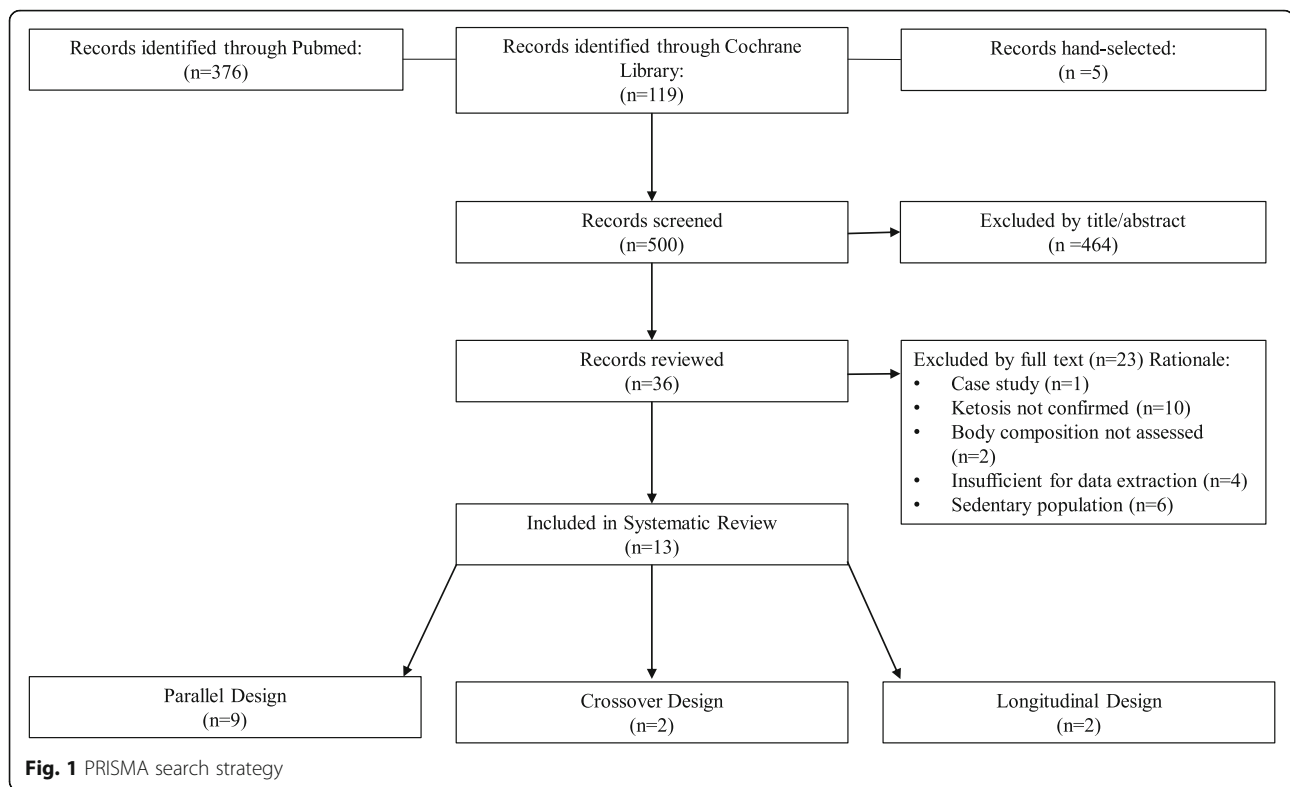 Records identified through Pubmed:
(n=376)
Records identified through Cochrane
Library:
(n=119)
Records hand-selected:
(n =5)
Records screened
(n=500)
Excluded by title/abstract
(n =464)
Records reviewed
(n=36)
Excluded by full text (n=23) Rationale:
• Case study (n=1)
• Ketosis not confirmed (n=10)
• Body composition not assessed
(n=2)
• Insufficient for data extraction (n=4)
• Sedentary population (n=6)
Included in Systematic Review
(n=13)
Parallel Design
(n=9)
Crossover Design
(n=2)
Longitudinal Design
(n=2)
Fig. 1 PRISMA search strategy